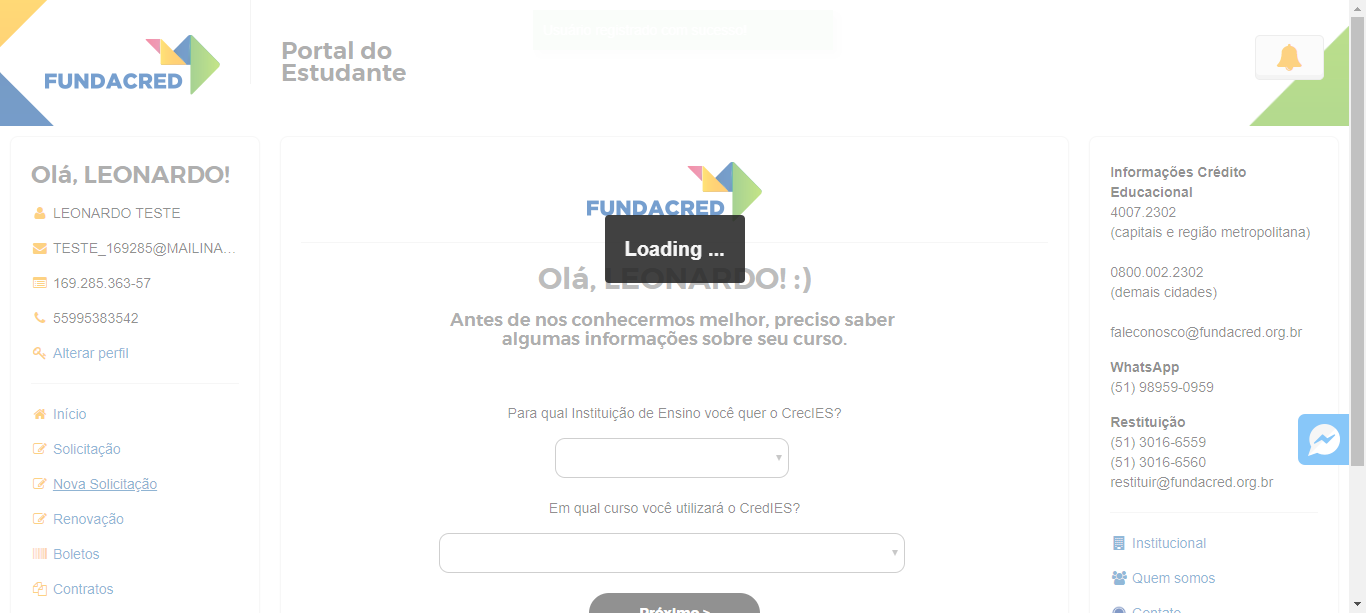 FUNDACRED
Portal do
Estudante
Olá, LEONARDO!
LEONARDO TESTE
TESTE_169285@MAILINA...
169.285.363-57
55995383542
Alterar perfil
Início
Solicitação
Nova Solicitação
Renovação
Boletos
Contratos
FUNDACRED
Loading ...
Olá, LEONARDO! :)
Antes de nos conhecermos melhor, preciso saber
algumas informações sobre seu curso.
Para qual Instituição de Ensino você quer o CrecIES?
Em qual curso você utilizará o CredIES?
Próximo >
Informações Crédito
Educacional
4007.2302
(capitais e região metropolitana)
0800.002.2302
(demais cidades)
faleconosco@fundacred.org.br
WhatsApp
(51) 98959-0959
Restituição
(51) 3016-6559
(51) 3016-6560
restituir@fundacred.org.br
Institucional
Quem somos
Contato